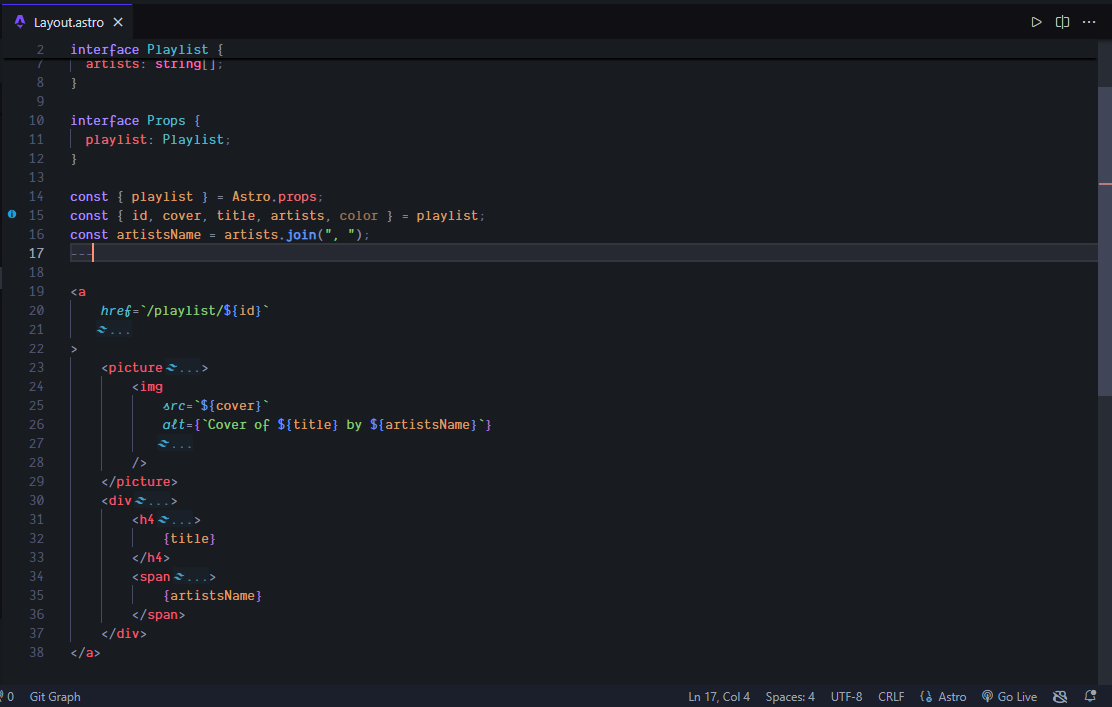 Layout.astro
2 interface Playlist {
7 artists: string[];
8 }
9
10 interface Props {
11 playlist: Playlist;
12 }
13
14 const { playlist } = Astro.props;
15 const { id, cover, title, artists, color } = playlist;
16 const artistsName = artists.join(", ");
17 ---
18
19 <a
20 href=`/playlist/${id}`
21 ...
22 >
23 <picture ...>
24 <img
25 src=`${cover}`
26 alt={`Cover of ${title} by ${artistsName}`}
27 ...
28 />
29 </picture>
30 <div ...>
31 <h4 ...>
32 {title}
33 </h4>
34 <span ...>
35 {artistsName}
36 </span>
37 </div>
38 </a>
0 Git Graph Ln 17, Col 4 Spaces: 4 UTF-8 CRLF Astro Go Live